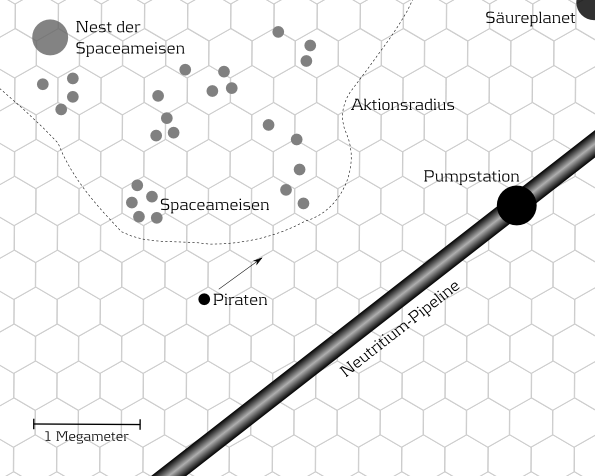 Säureplanet
Nest der
Spaceameisen
Aktionsradius
Pumpstation
Spaceameisen
Piraten
Neutritium-Pipeline
1 Megameter